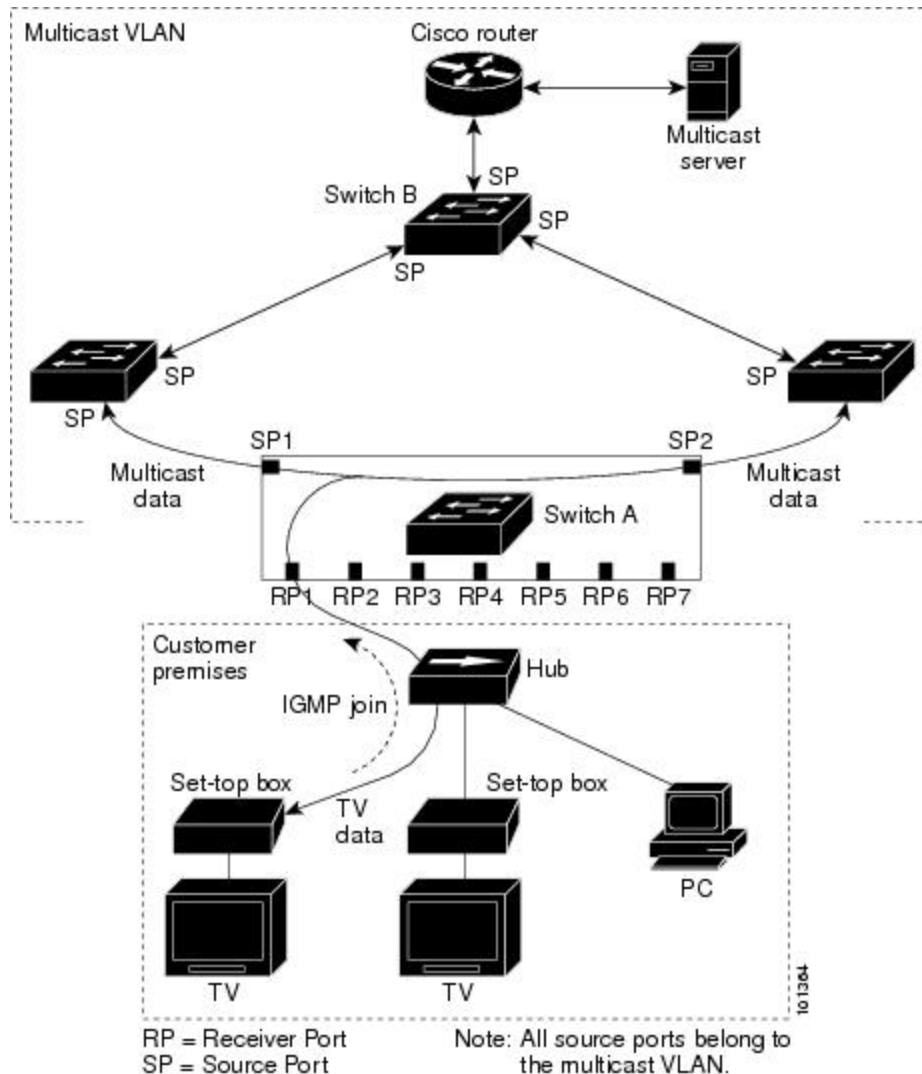 Multicast VLAN
Cisco router
Multicast
server
SP
Switch B
SP
SP
SP
SP
SP
SP1
SP2
Multicast
data
Multicast
data
Switch A
RP1
RP2
RP3
RP4
RP5
RP6
RP7
Customer
premises
Hub
IGMP join
Set-top box
Set-top box
TV
data
PC
TV
TV
101364
RP = Receiver Port
SP = Source Port
Note: All source ports belong to
the multicast VLAN.